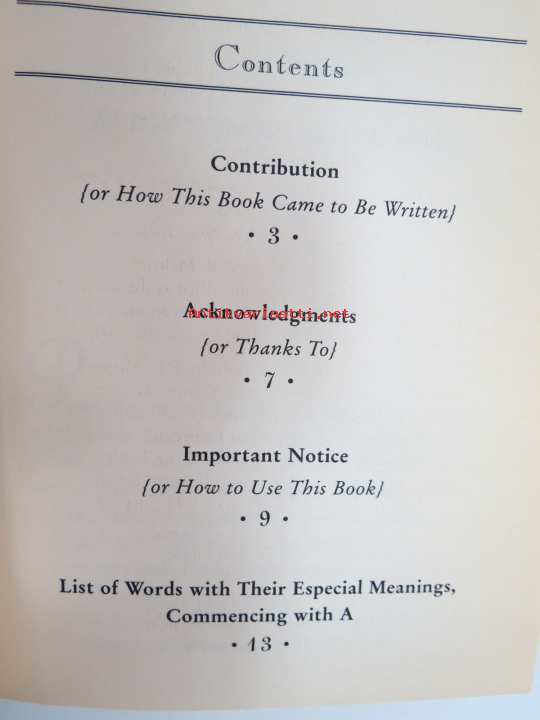 Contents
Contribution
{or How This Book Came to Be Written}
• 3 •
Acknowledgments
{or Thanks To}
• 7 •
Important Notice
{or How to Use This Book}
• 9 •
List of Words with Their Especial Meanings,
Commencing with A
• 13 •